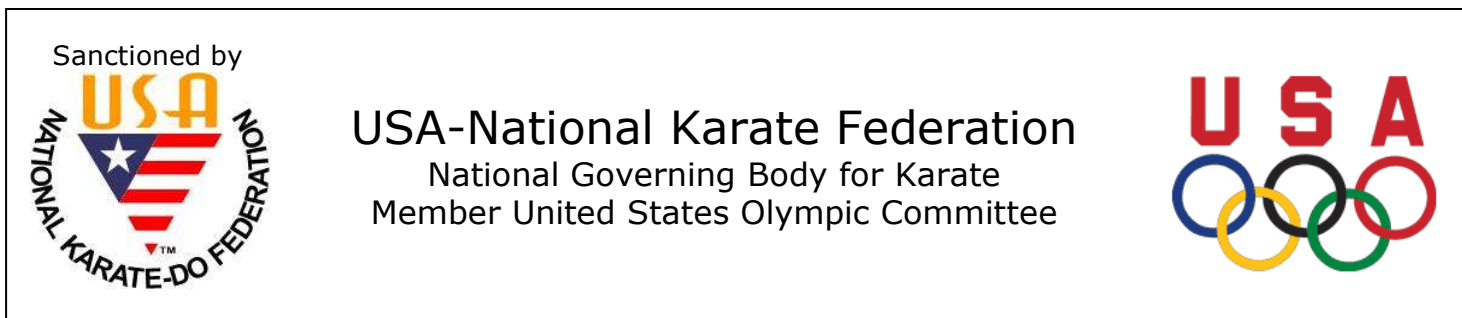 Sanctioned by
USA
NATIONAL KARATE-DO FEDERATION
TM
USA-National Karate Federation
National Governing Body for Karate
Member United States Olympic Committee
USA